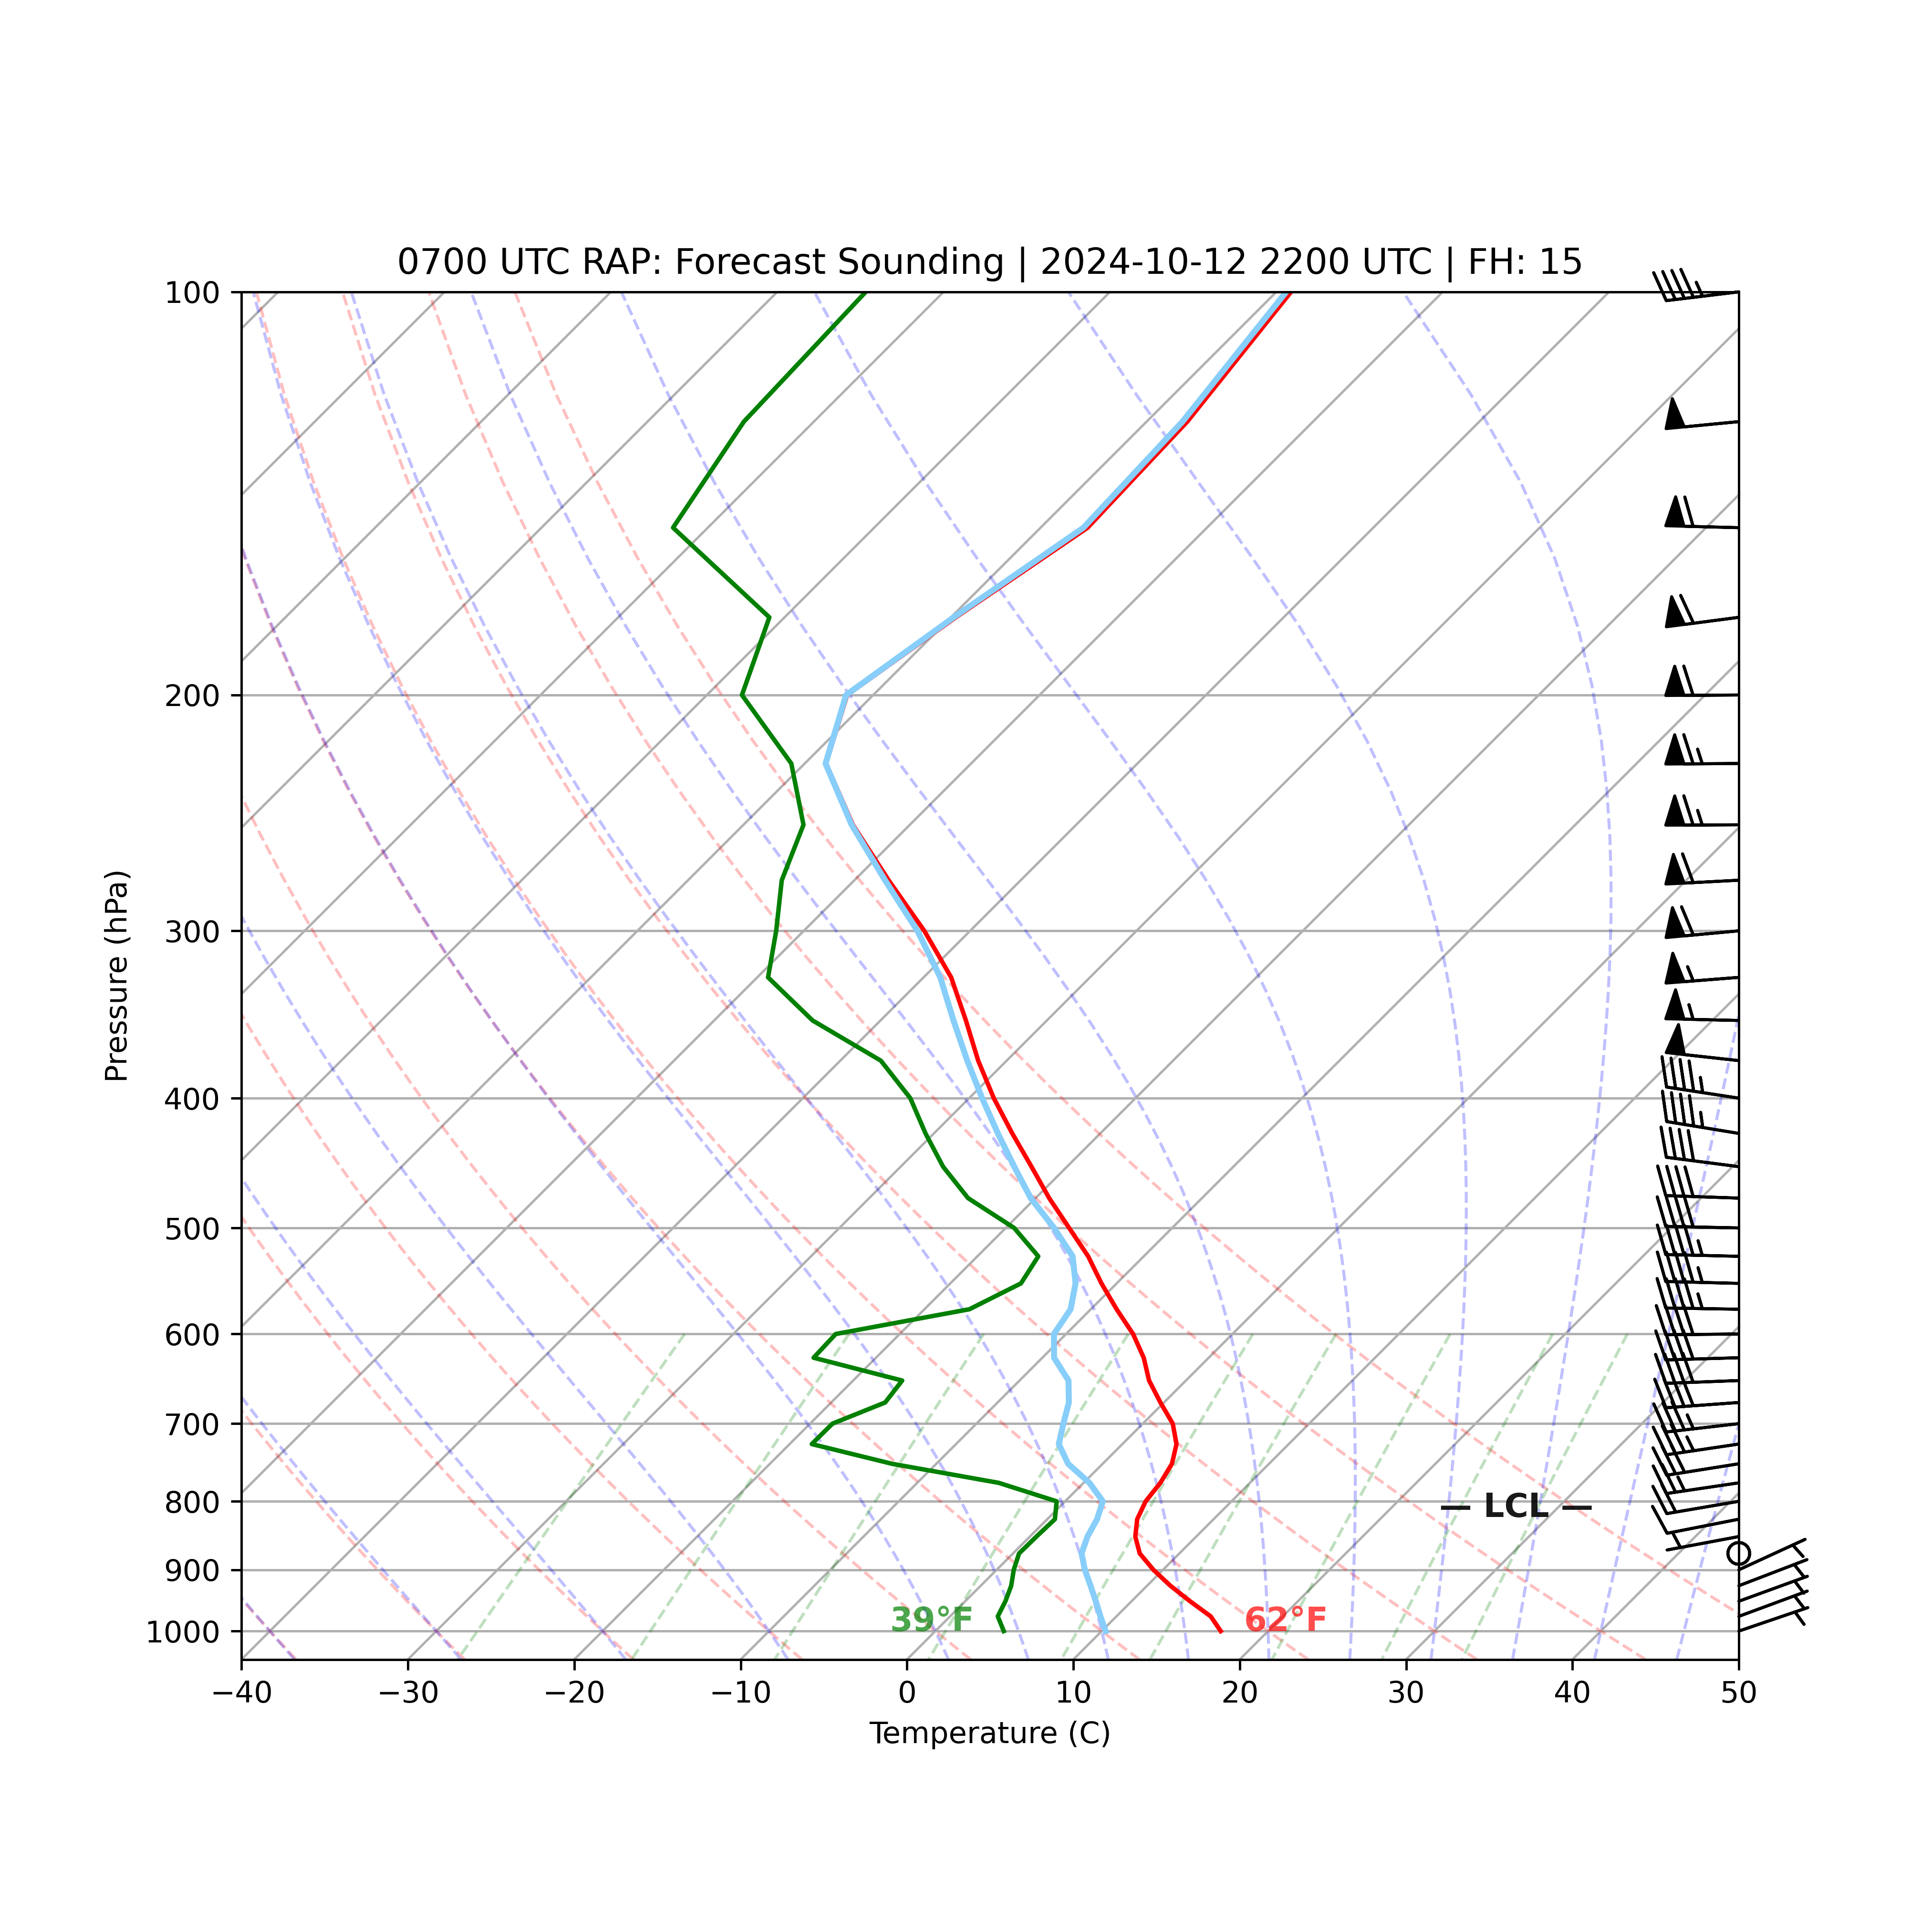 0700 UTC RAP: Forecast Sounding | 2024-10-12 2200 UTC | FH: 15
100
200
300
400
500
600
700
800
900
1000
Pressure (hPa)
— LCL —
39°F
62°F
−40 −30 −20 −10 0 10 20 30 40 50
Temperature (C)